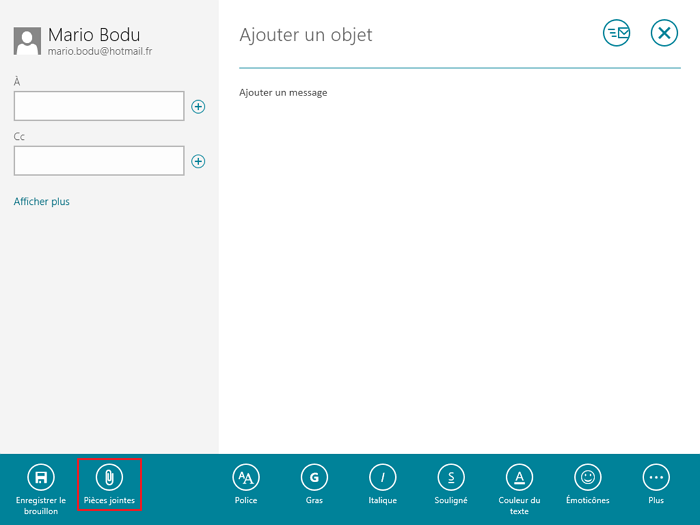 Mario Bodu
mario.bodu@hotmail.fr
À
Cc
Afficher plus
Ajouter un objet
Ajouter un message
Enregistrer le
brouillon
Pièces jointes
AA
Police
G
Gras
I
Italique
S
Souligné
A
Couleur du
texte
Émoticônes
Plus